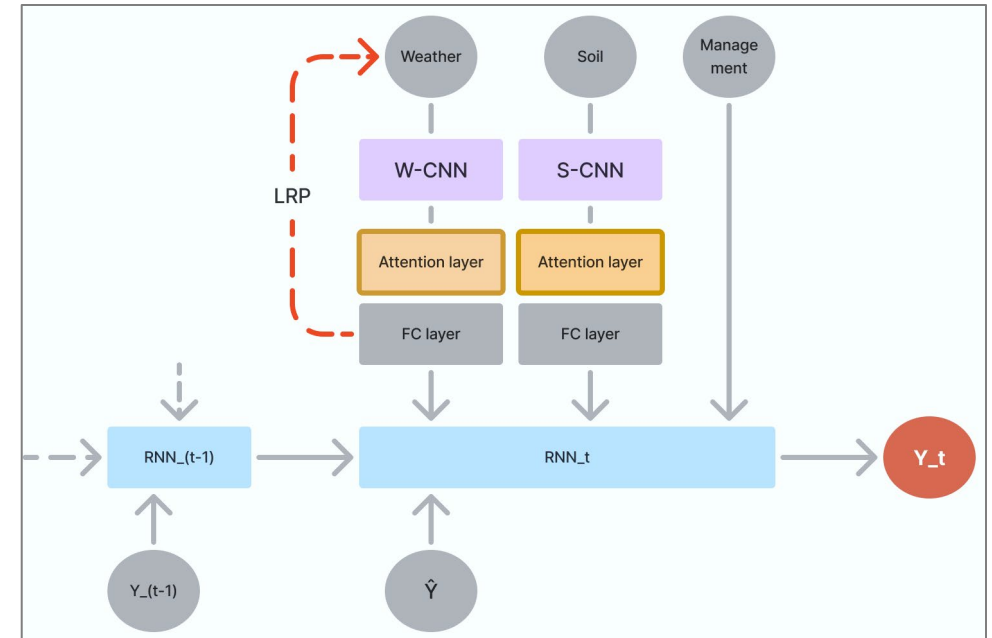 Weather
Soil
Manage
ment
W-CNN
S-CNN
LRP
Attention layer
Attention layer
FC layer
FC layer
RNN_(t-1)
RNN_t
Y_t
Y_(t-1)
Ŷ